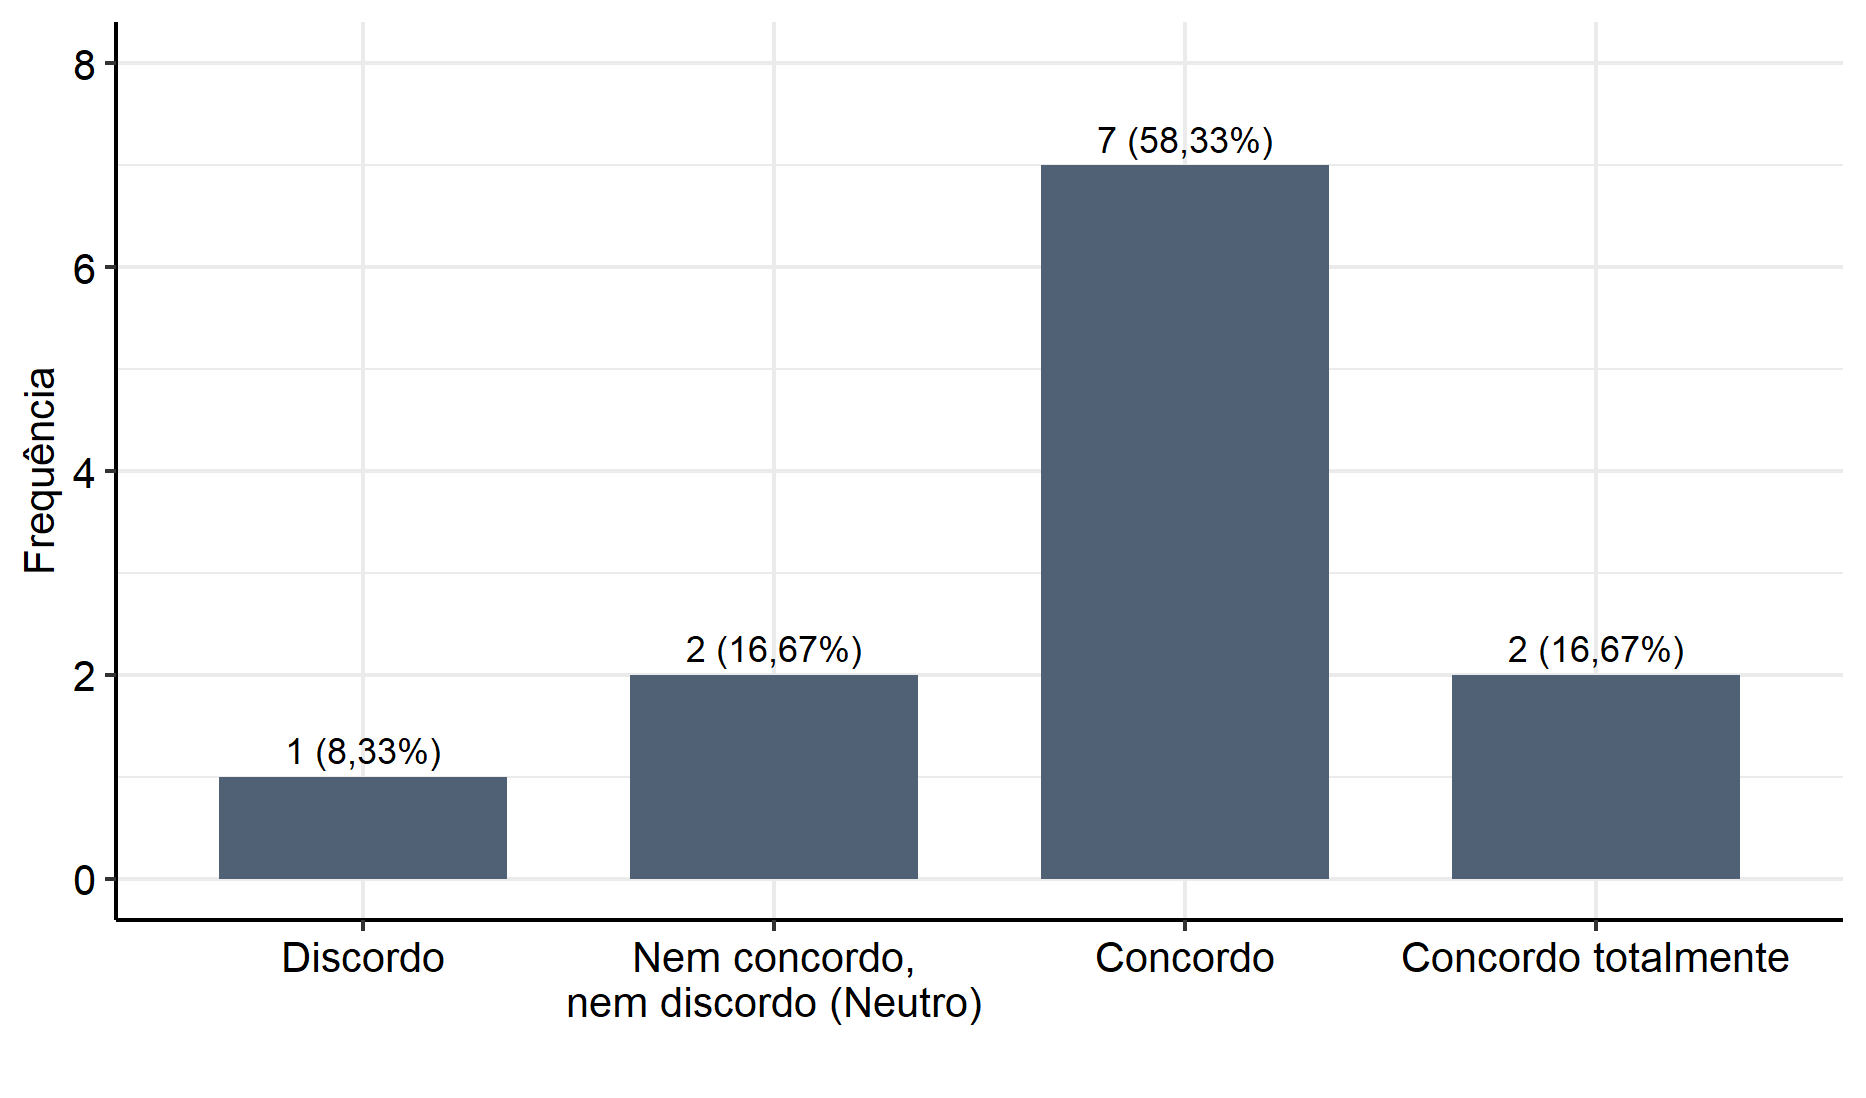 8
7 (58,33%)
6
Frequência
4
2 (16,67%)
2 (16,67%)
2
1 (8,33%)
0
Discordo
Nem concordo,
nem discordo (Neutro)
Concordo
Concordo totalmente